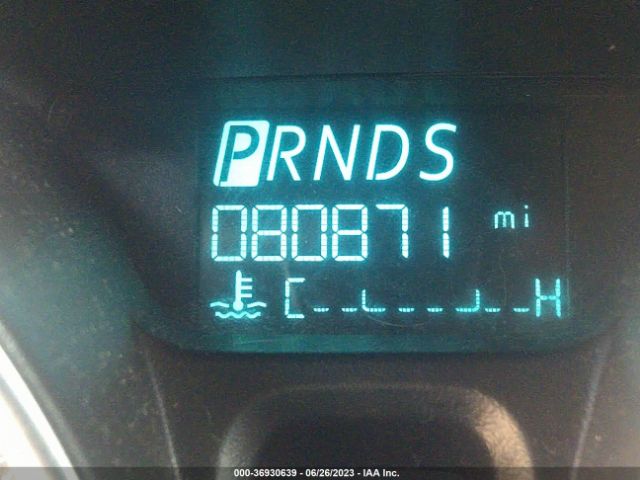 PRNDS
080871 mi
C H
000-36930639 - 06/26/2023 - IAA Inc.